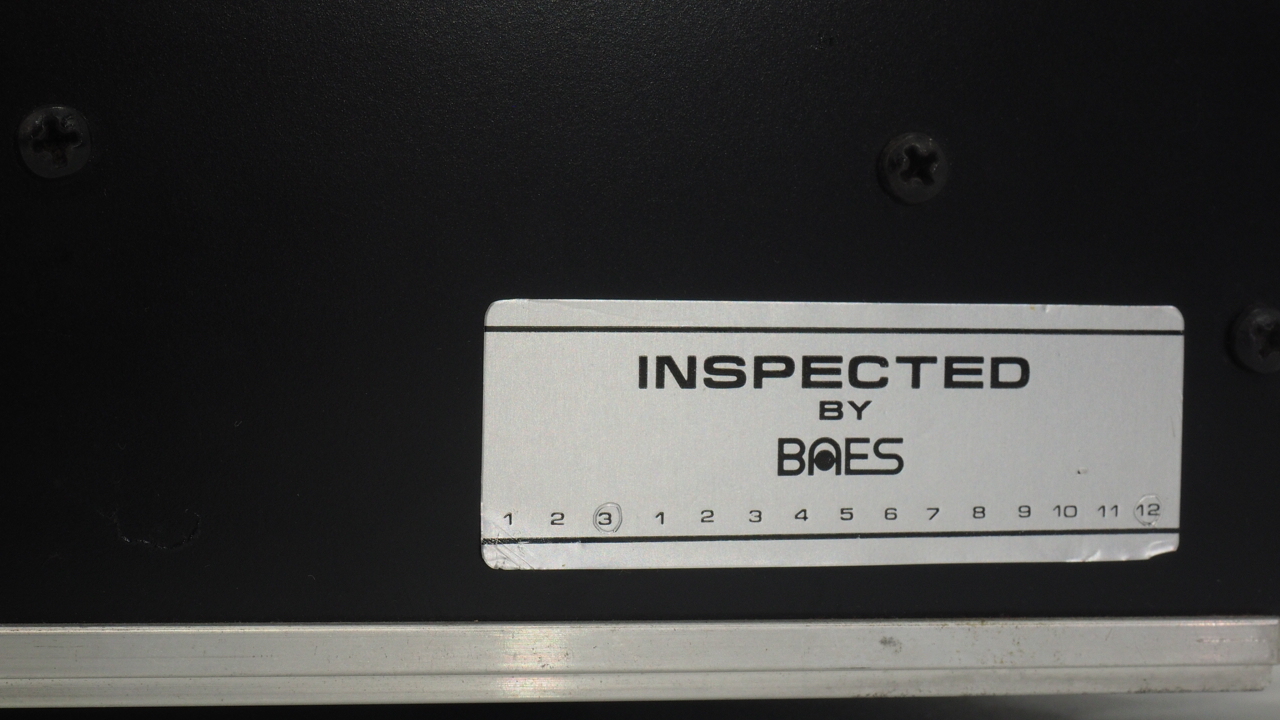 INSPECTED
BY
BAES
1 2 3 1 2 3 4 5 6 7 8 9 10 11 12